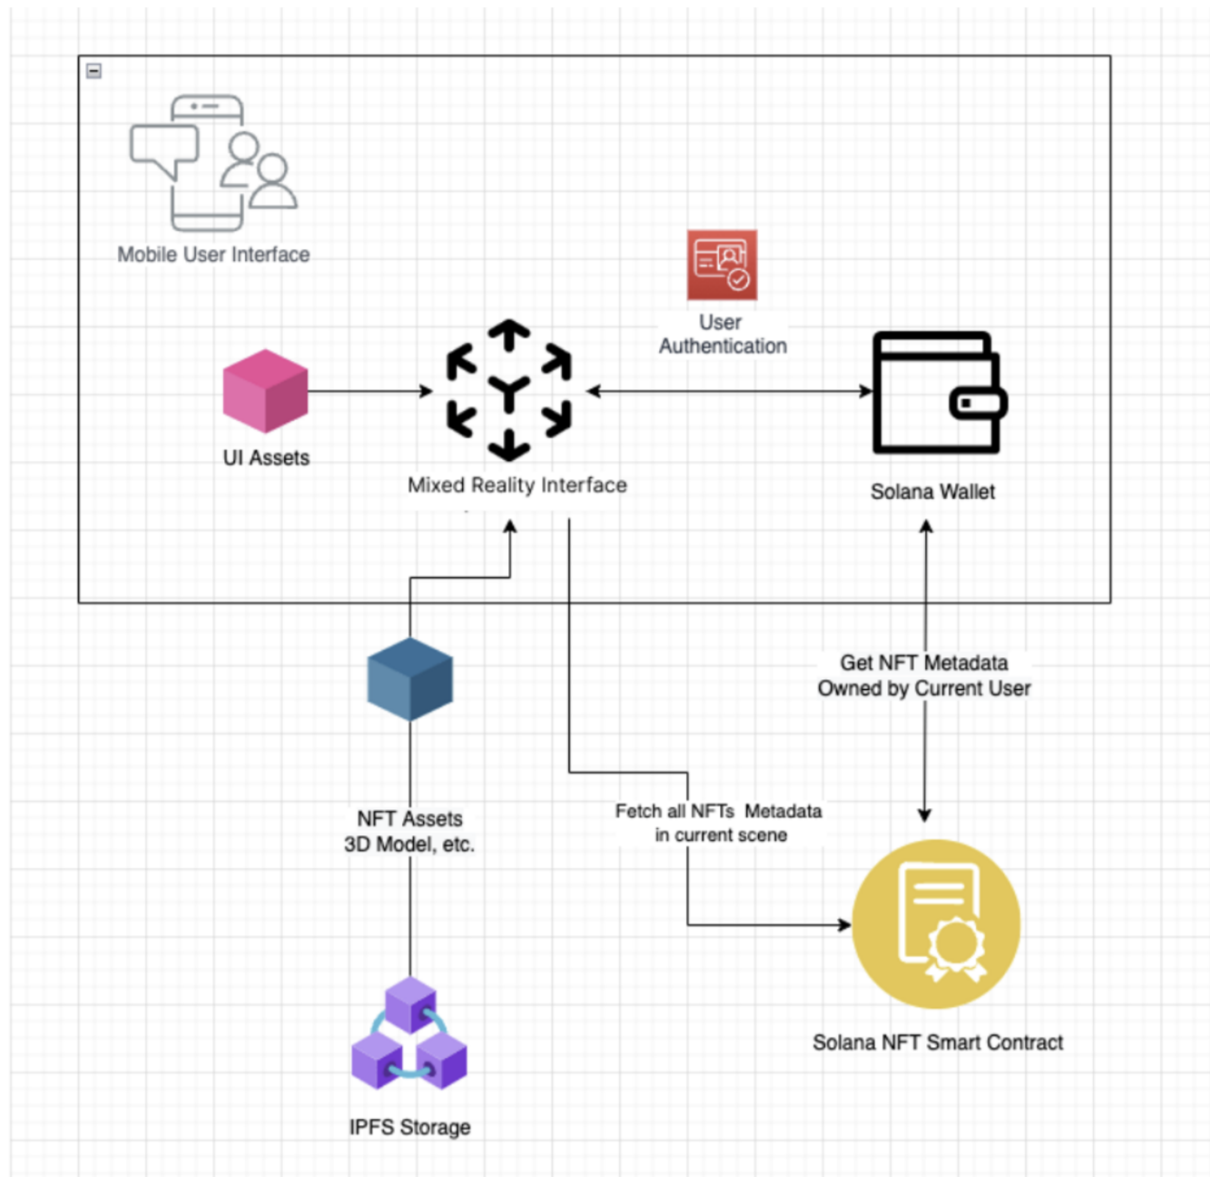 Mobile User Interface
User
Authentication
UI Assets
Mixed Reality Interface
Solana Wallet
Get NFT Metadata
Owned by Current User
NFT Assets
3D Model, etc.
Fetch all NFTs  Metadata
in current scene
Solana NFT Smart Contract
IPFS Storage